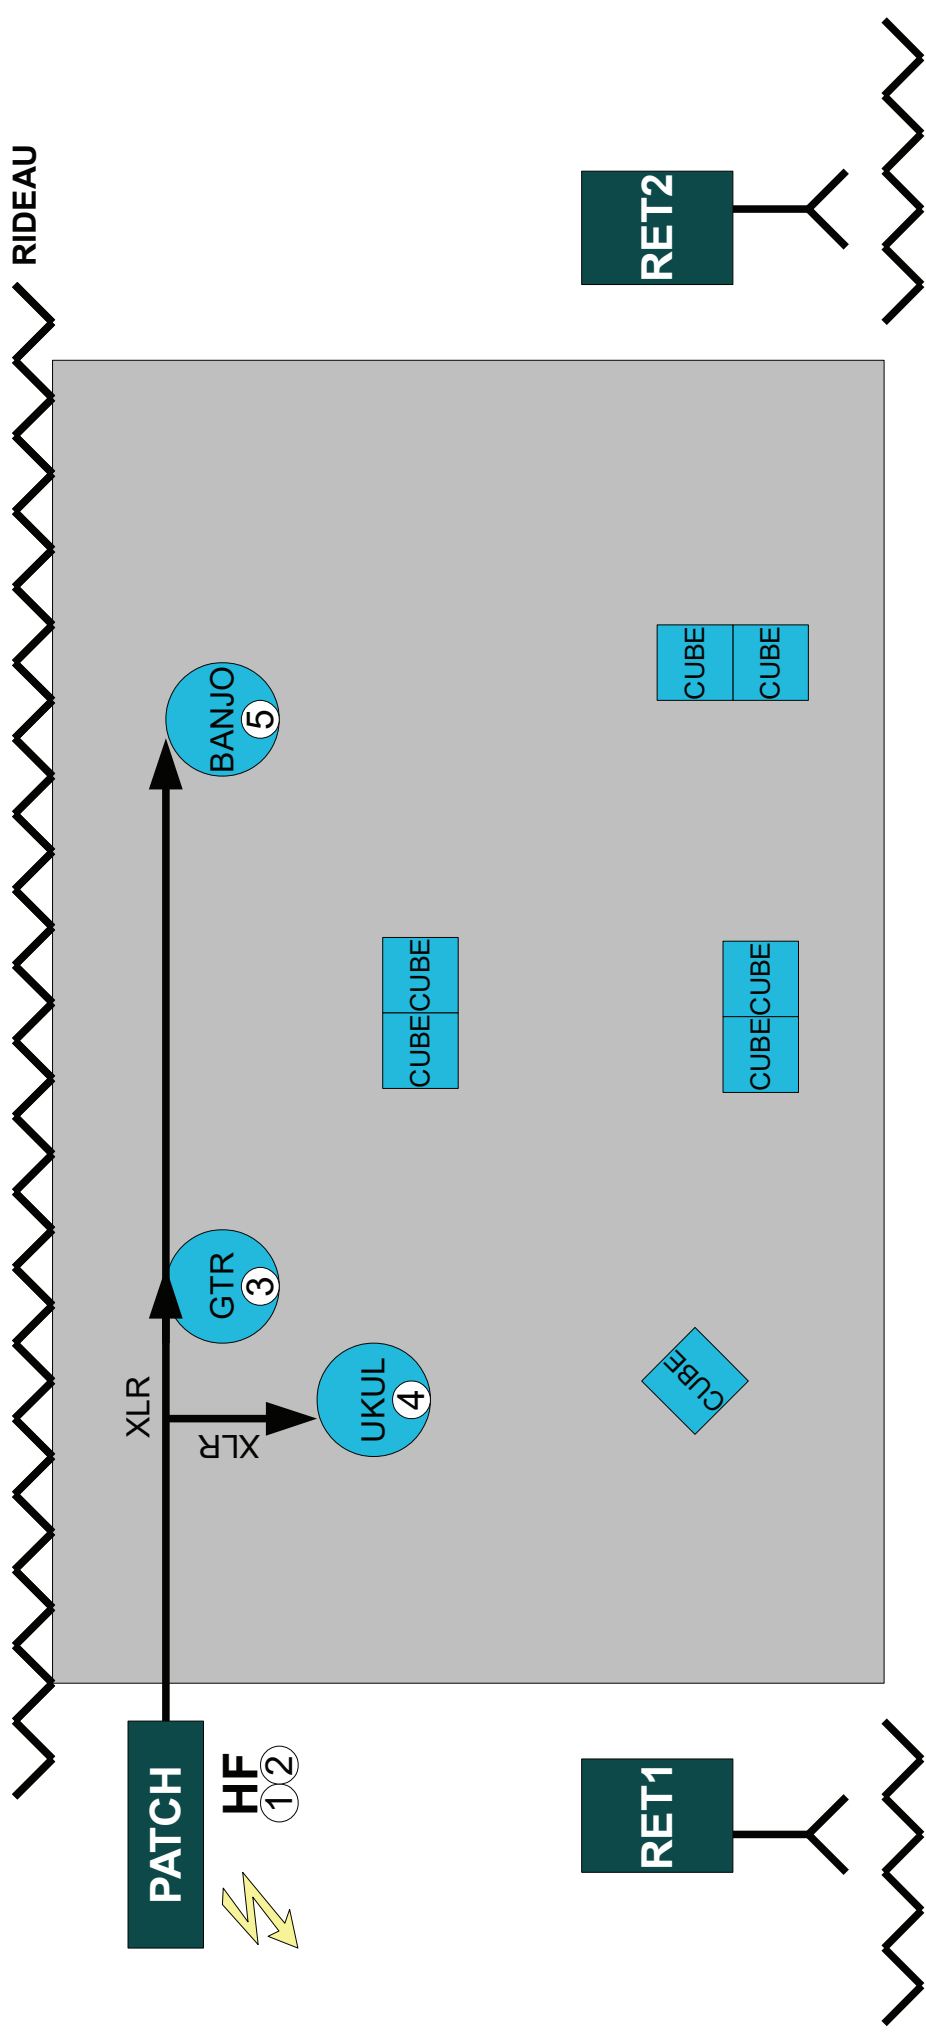 RIDEAU
PATCH
HF
1 2
XLR
XLR
GTR
3
UKUL
4
BANJO
5
CUBE CUBE
CUBE
CUBE CUBE
CUBE
CUBE
RET1
RET2